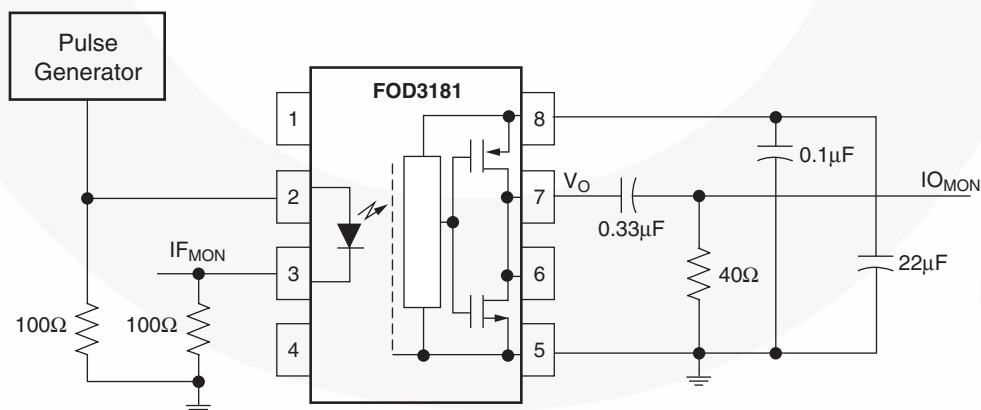 Pulse
Generator
FOD3181
1
8
0.1μF
2
7
V_O
IO_MON
0.33μF
IF_MON
3
6
40Ω
22μF
100Ω
100Ω
4
5